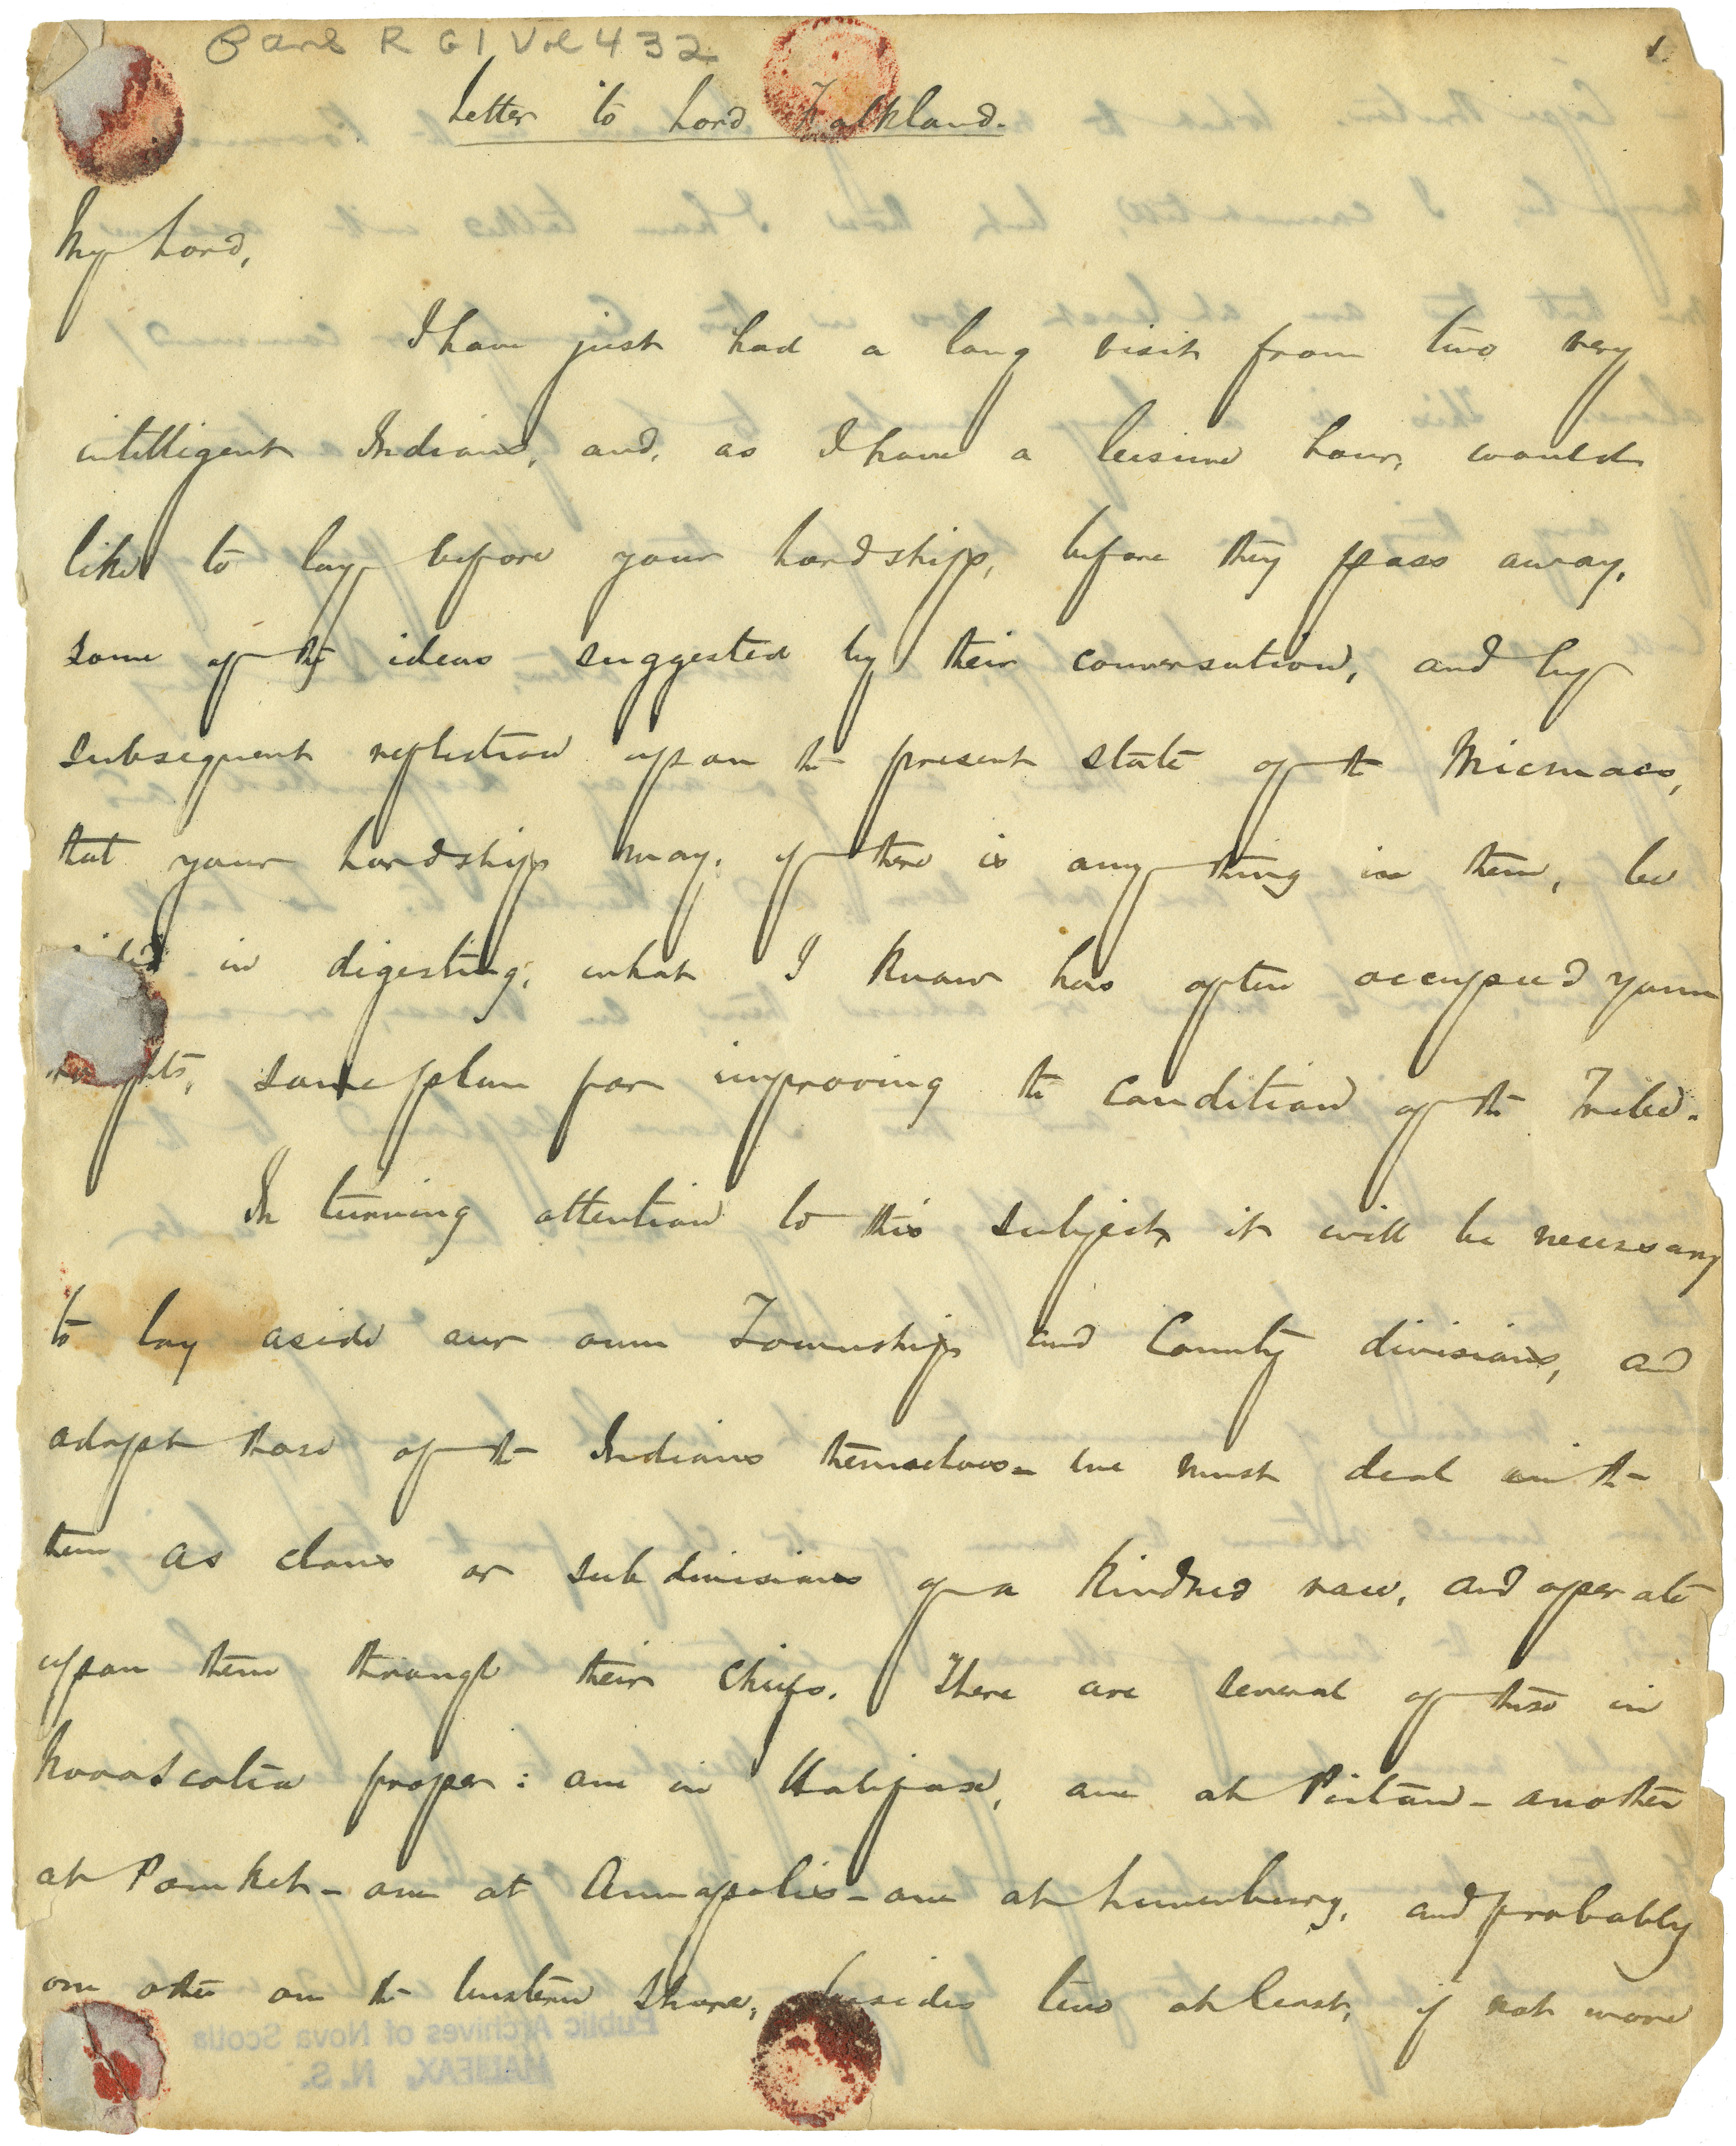 Pans R G 1 Vol 432
1.
Letter to Lord Falkland.
My Lord,
I have just had a long visit from two very
intelligent Indians, and, as I have a leisure hour, would
like to lay before your Lordship, before they pass away,
some of the ideas suggested by their conversation, and by
subsequent reflection upon the present state of the Micmacs,
that your Lordship may, if there is any thing in them, be
in digesting, what I know has often occupied your
some plan for improving the condition of the Tribe.
In turning attention to this subject it will be necessary
to lay aside our own Township and County divisions, and
adopt those of the Indians themselves - we must deal with
them as clans or subdivisions of a kindred race, and operate
upon them through their Chiefs. There are several of these in
Nova Scotia proper: one in Halifax, one at Pictou - another
at Pomket - one at Annapolis - one at Lunenburg, and probably
one other on the Western Shore, besides two at least, if not more
Public Archives of Nova Scotia
HALIFAX, N. S.